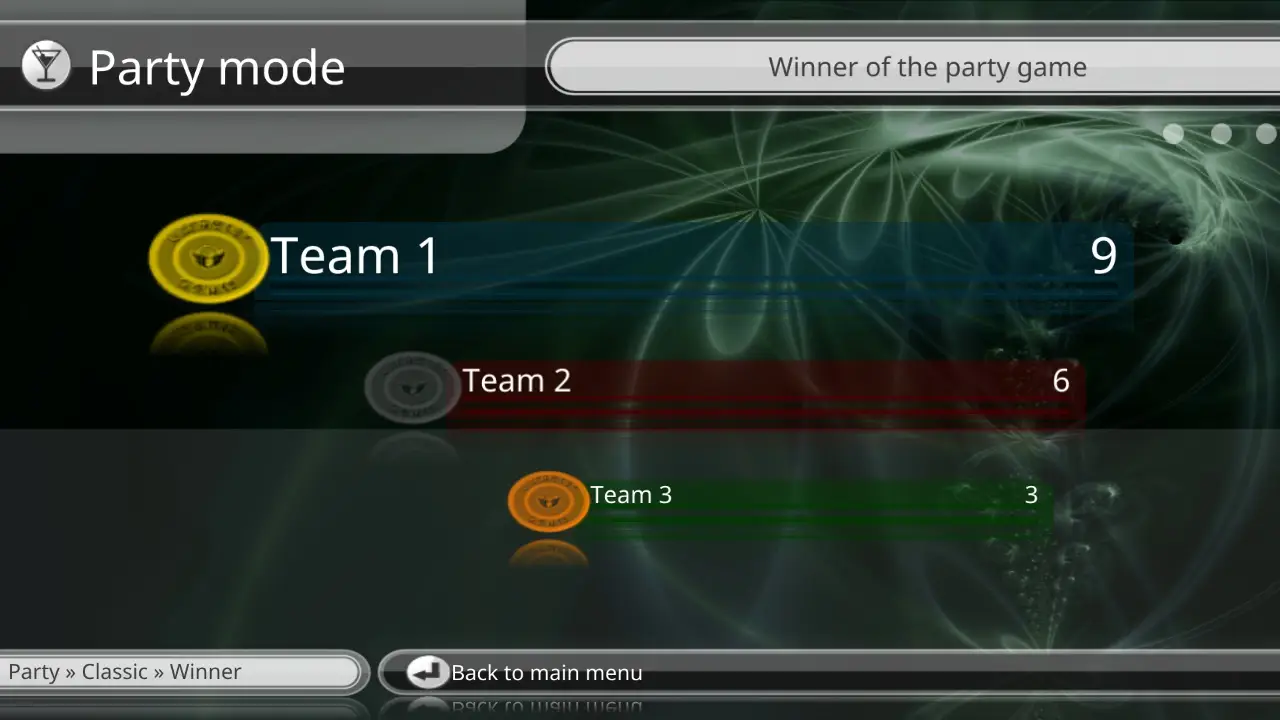 Party mode
Winner of the party game
Team 1
9
Team 2
6
Team 3
3
Party » Classic » Winner
Back to main menu